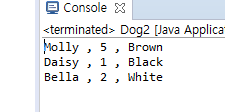 Console
<terminated> Dog2 [Java Applicat
Molly , 5 , Brown
Daisy , 1 , Black
Bella , 2 , White